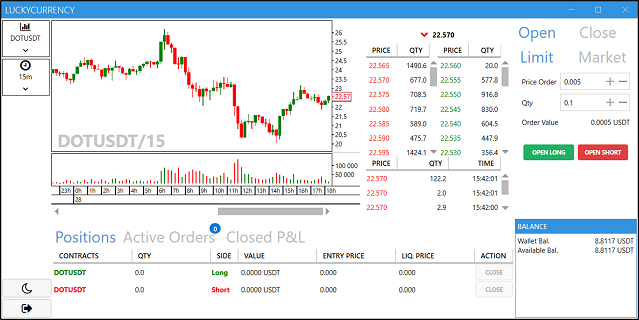 LUCKYCURRENCY
DOTUSDT
15m
DOTUSDT/15
26
25.5
25
24.5
24
23.5
23
22.57
22
21.5
21
20.5
20
100 000
50 000
23h 0h 1h 2h 3h 4h 5h 6h 7h 8h 9h 10h 11h 12h 13h 14h 15h 16h 17h 18h
28
22.570
PRICE QTY PRICE QTY
22.565 1490.6 22.560 20.0
22.570 677.0 22.555 577.8
22.575 708.5 22.550 916.8
22.580 719.7 22.545 830.0
22.585 589.0 22.540 604.5
22.590 475.7 22.535 447.9
22.595 1424.1 22.530 362.5
PRICE QTY TIME
22.570 122.2 15:42:01
22.570 2.0 15:42:01
22.570 2.9 15:42:00
Open Close
Limit Market
Price Order 0.005
Qty 0.1
Order Value 0.0005 USDT
OPEN LONG OPEN SHORT
Positions Active Orders 0 Closed P&L
CONTRACTS QTY SIDE VALUE ENTRY PRICE LIQ. PRICE ACTION
DOTUSDT 0.0 Long 0.0000 USDT 0.000 0.000 CLOSE
DOTUSDT 0.0 Short 0.0000 USDT 0.000 0.000 CLOSE
BALANCE
Wallet Bal. 8.8117 USDT
Available Bal. 8.8117 USDT